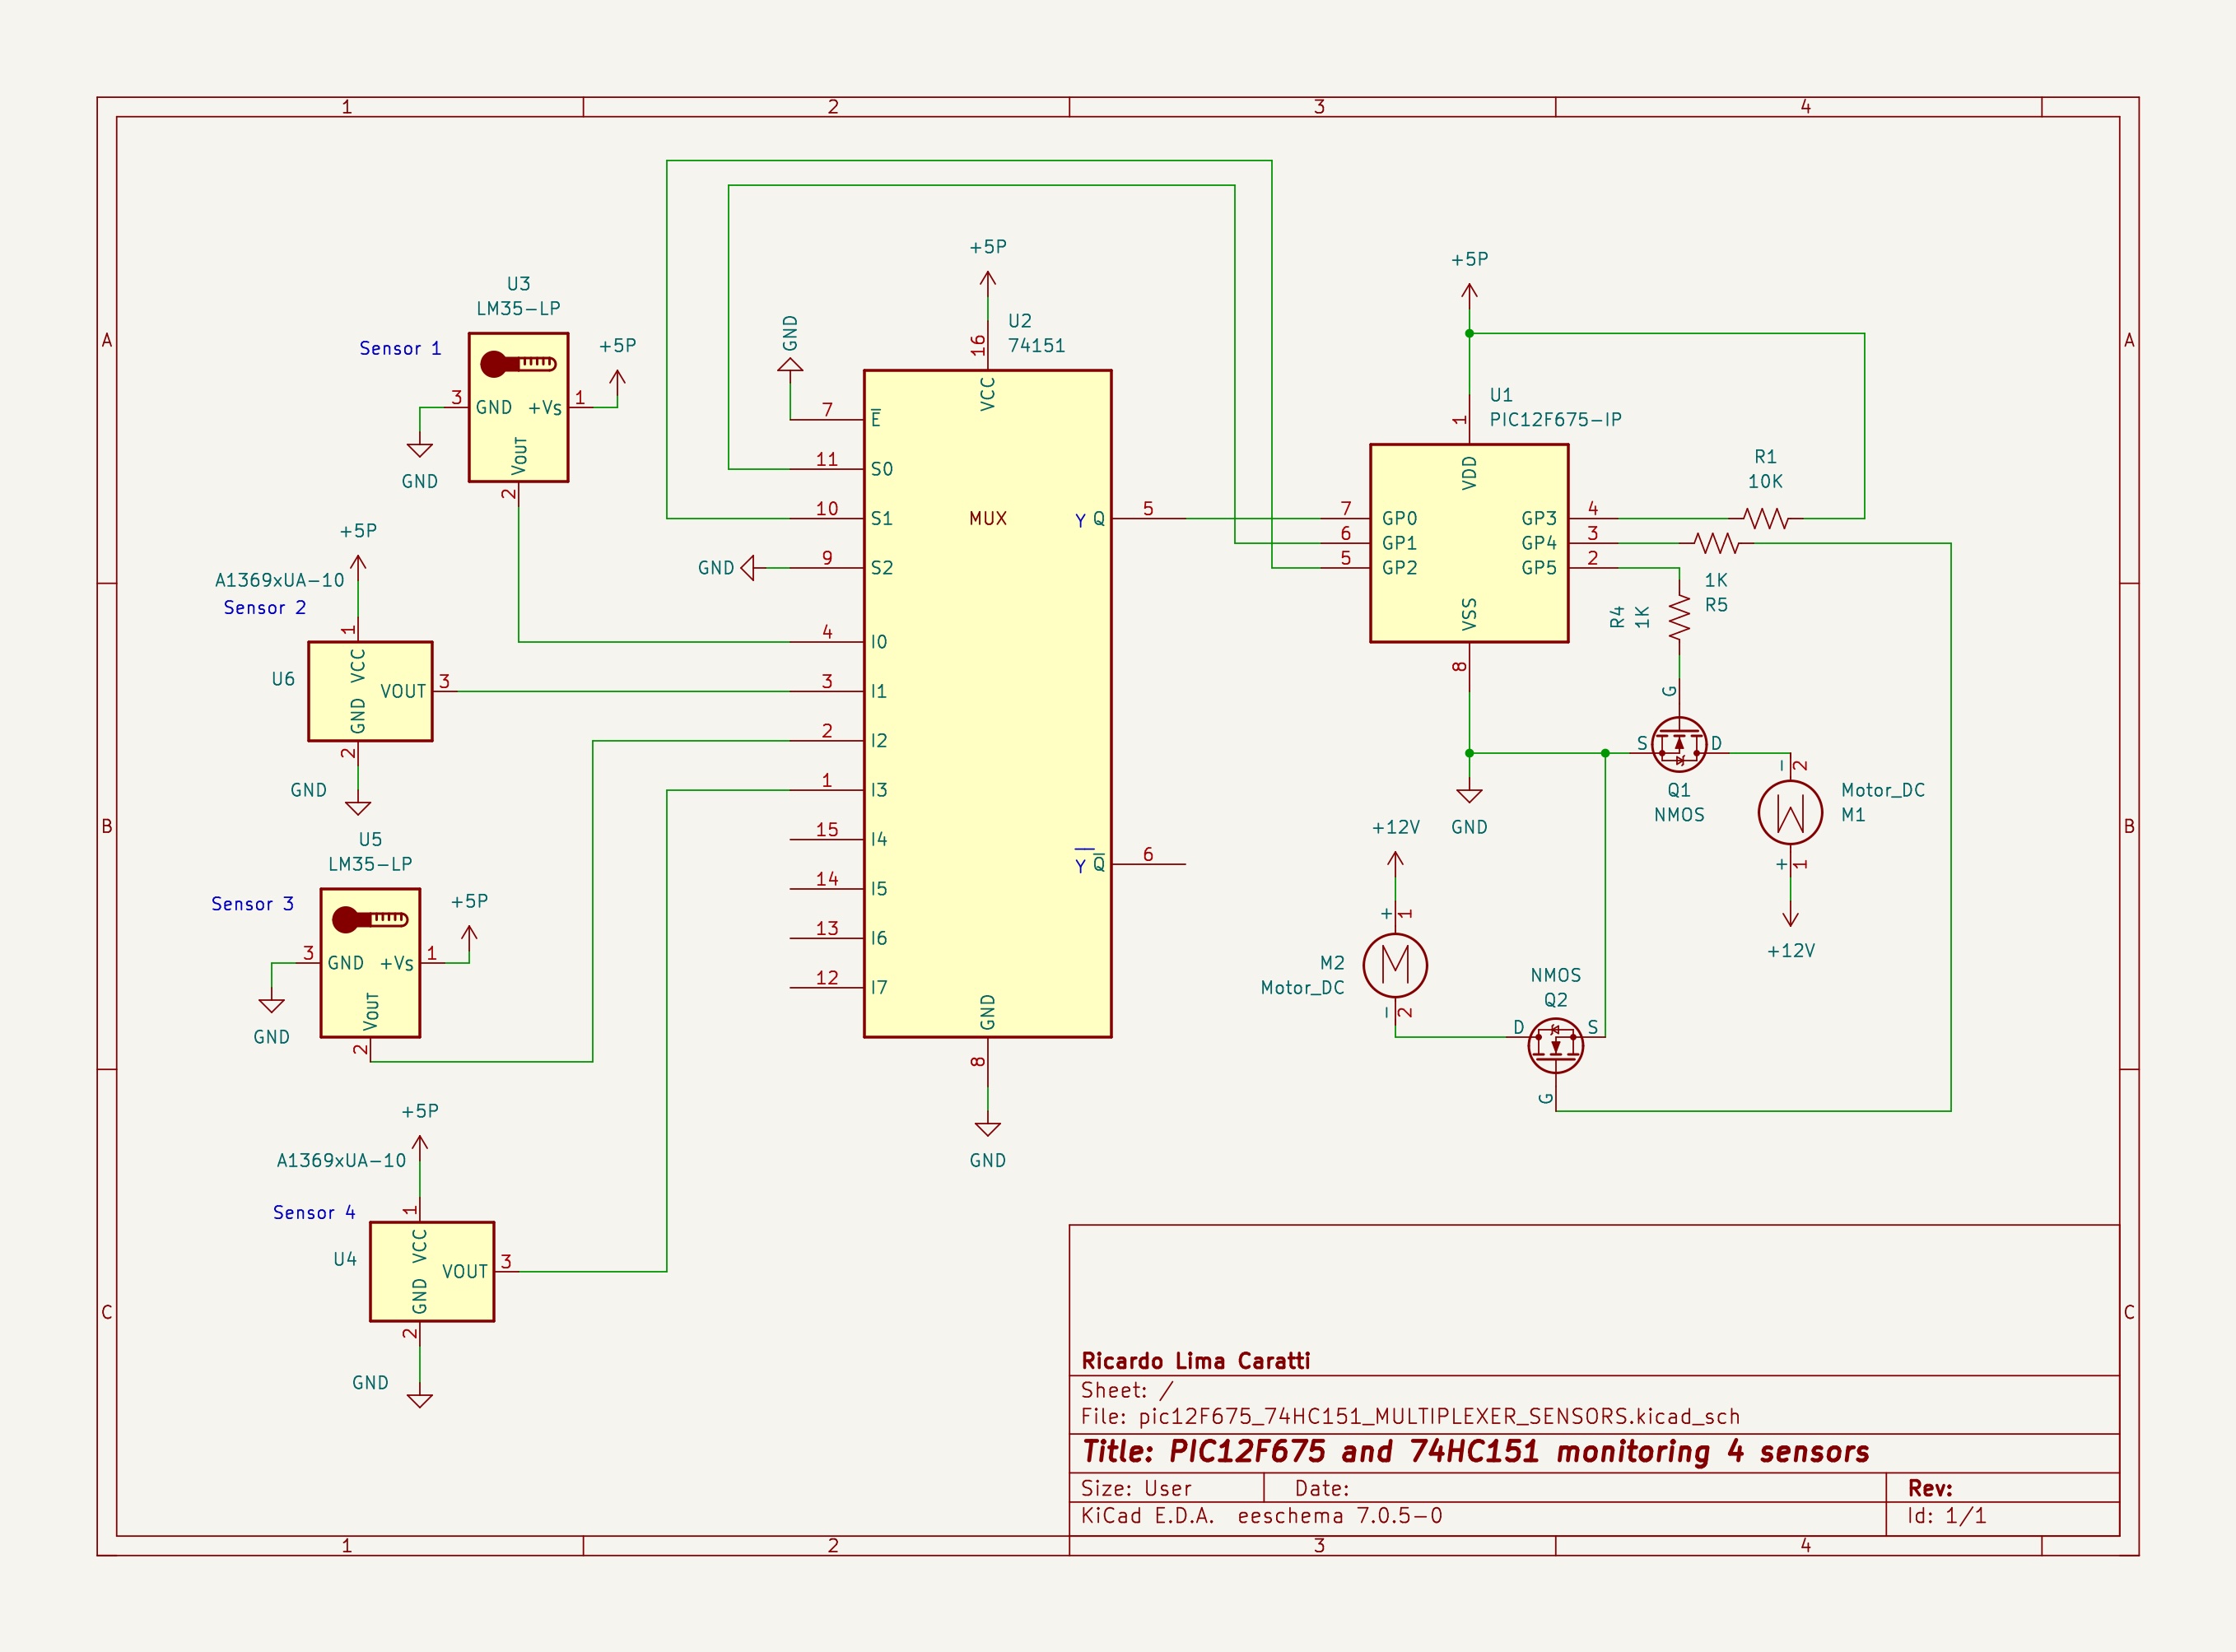 1 2 3 4
A A
B B
C C
1 2 3 4
U3
LM35-LP
Sensor 1
+5P
3 GND +Vs 1
VOUT
2
GND
+5P
A1369xUA-10
Sensor 2
1
VCC
U6
VOUT 3
GND
2
GND
U5
LM35-LP
Sensor 3
+5P
3 GND +Vs 1
VOUT
2
GND
+5P
A1369xUA-10
Sensor 4
1
VCC
U4
VOUT 3
GND
2
GND
+5P
U2
74151
16
VCC
GND
7 E
11 S0
10 S1
MUX
Y Q 5
GND 9 S2
4 I0
3 I1
2 I2
1 I3
15 I4
Y Q 6
14 I5
13 I6
12 I7
GND
8
GND
+5P
U1
PIC12F675-IP
1
VDD
R1
10K
7 GP0 GP3 4
6 GP1 GP4 3
5 GP2 GP5 2
VSS
8
1K
R5
R4
1K
G
S D
Q1
NMOS
GND
- 2
Motor_DC
M1
+ 1
+12V
+12V
+ 1
M
M2
Motor_DC
- 2
NMOS
Q2
D S
G
Ricardo Lima Caratti
Sheet: /
File: pic12F675_74HC151_MULTIPLEXER_SENSORS.kicad_sch
Title: PIC12F675 and 74HC151 monitoring 4 sensors
Size: User Date: Rev:
KiCad E.D.A. eeschema 7.0.5-0 Id: 1/1